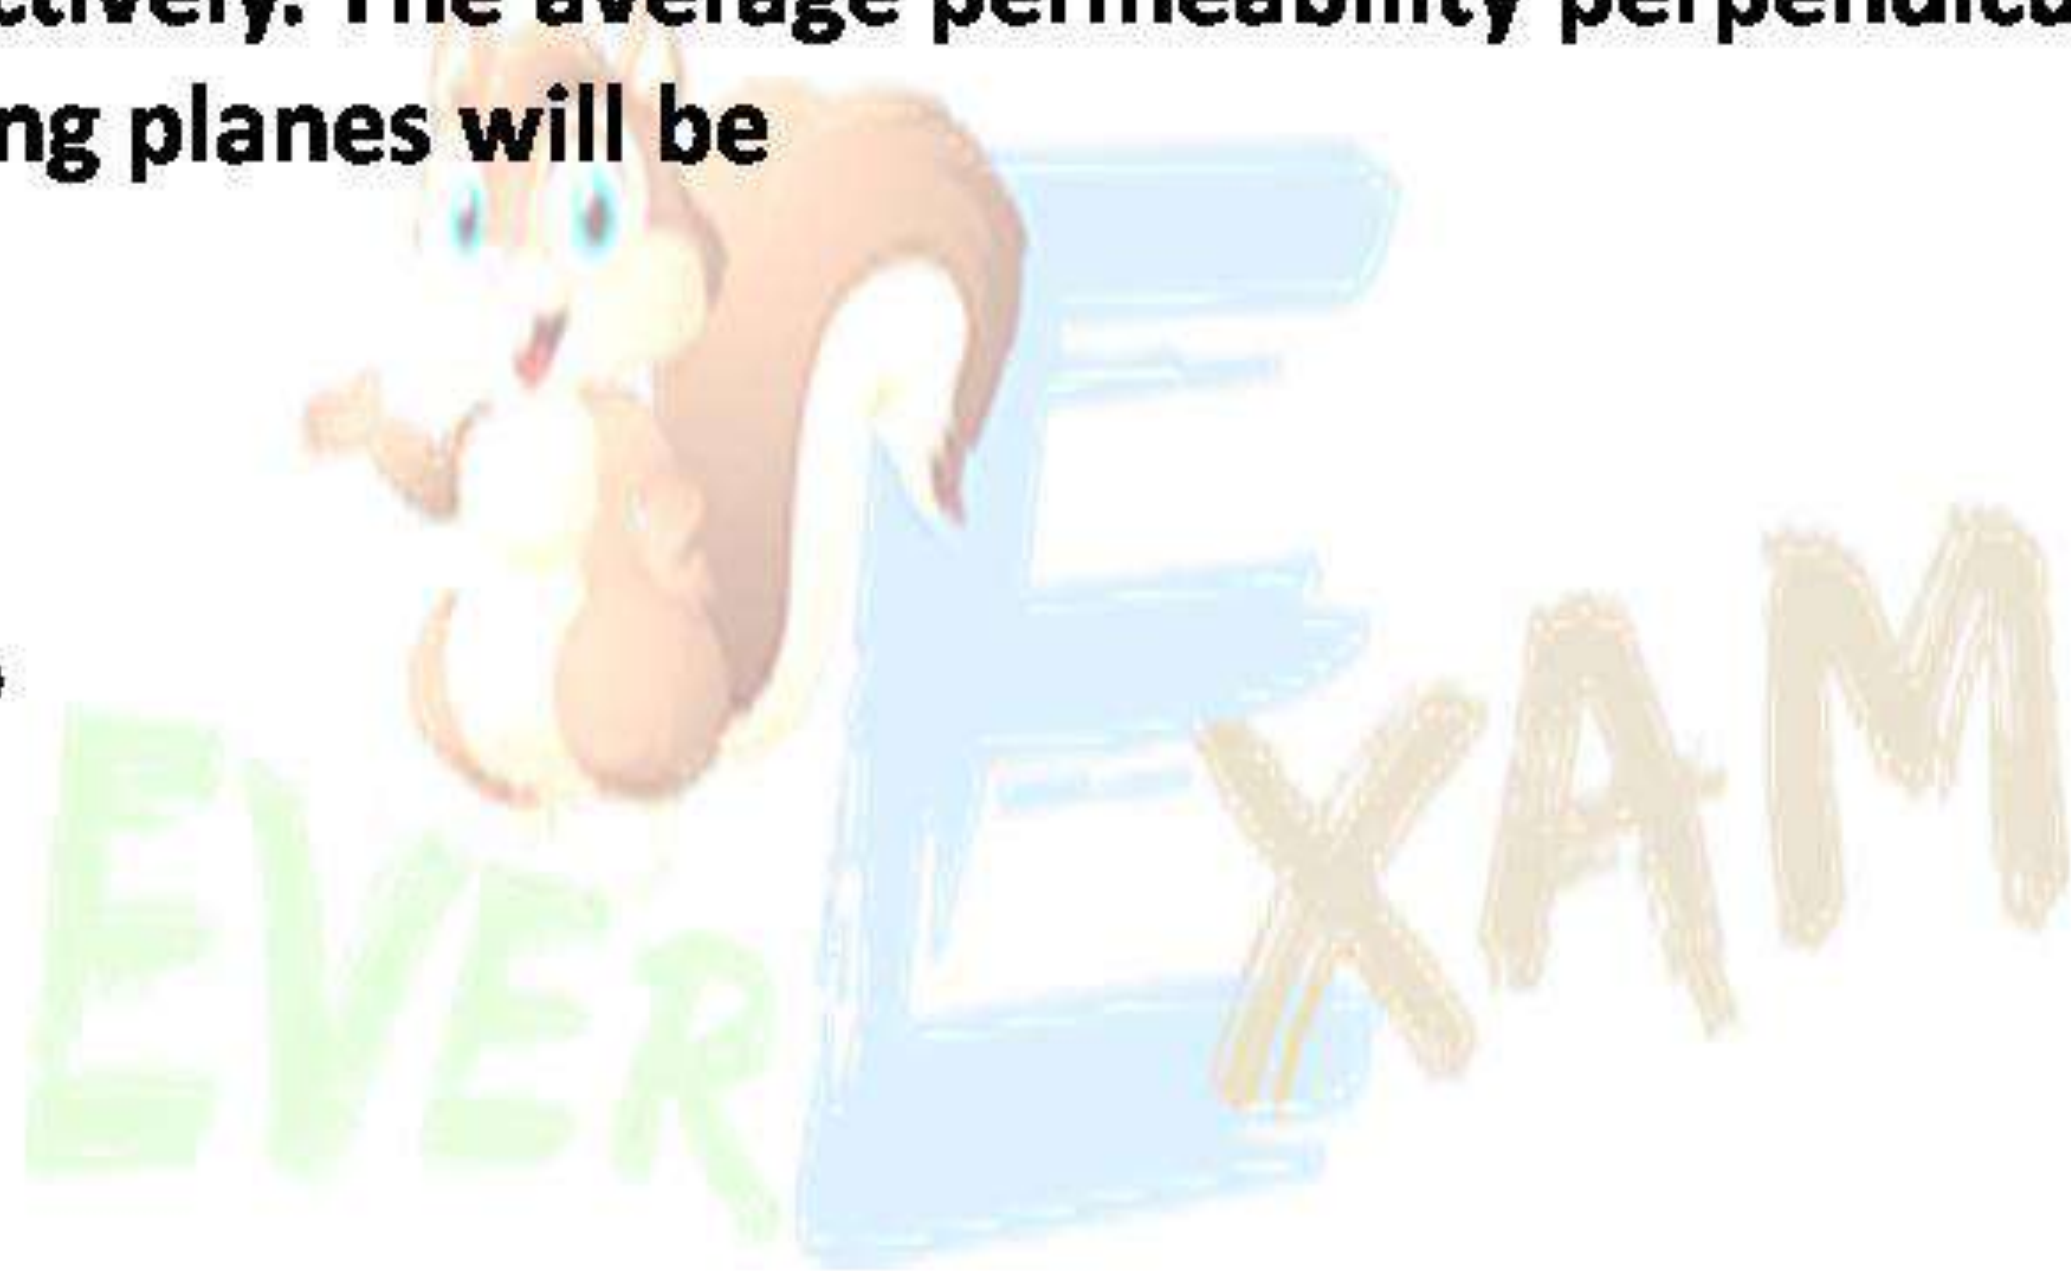 ctively. The average permeability perpendicu
ng planes will be
EVER
EXAM